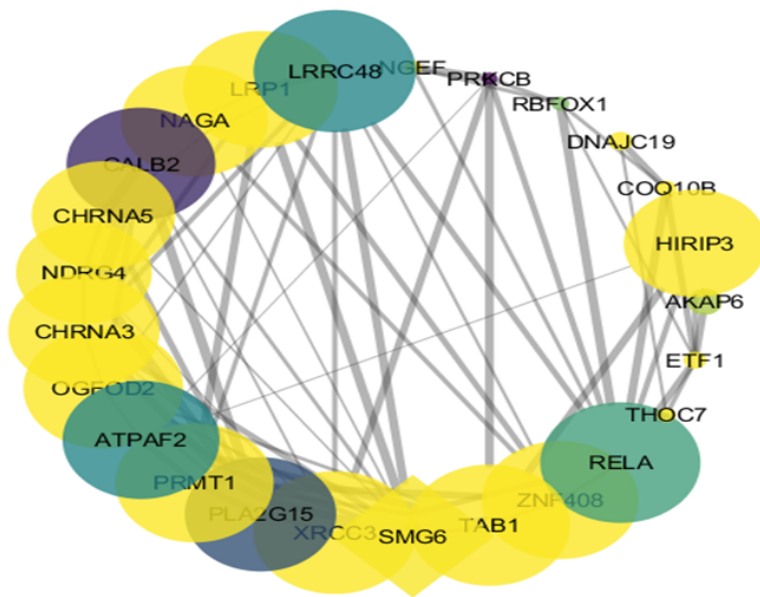 LRRC48
NGEF
PRKCB
LRP1
RBFOX1
NAGA
DNAJC19
CALB2
COQ10B
CHRNA5
HIRIP3
NDRG4
AKAP6
CHRNA3
ETF1
OGFOD2
THOC7
ATPAF2
RELA
PRMT1
ZNF408
PLA2G15
XRCC3
SMG6
TAB1